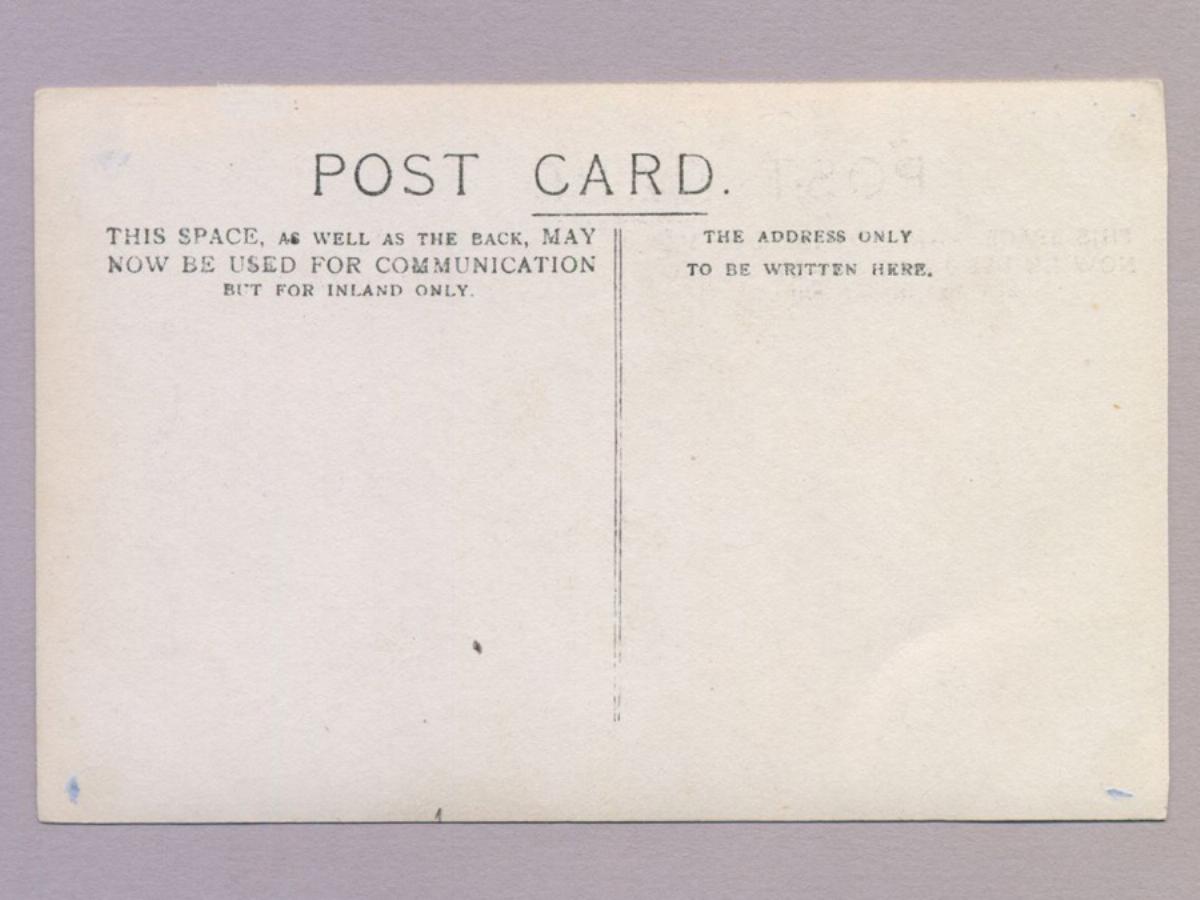 POST CARD.
THIS SPACE, AS WELL AS THE BACK, MAY
NOW BE USED FOR COMMUNICATION
BUT FOR INLAND ONLY.
THE ADDRESS ONLY
TO BE WRITTEN HERE.